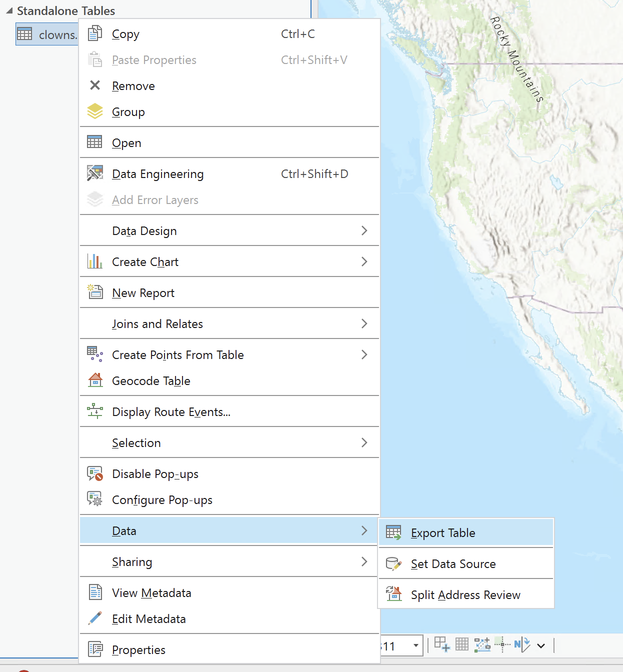 Standalone Tables
clowns.
Copy Ctrl+C
Paste Properties Ctrl+Shift+V
Remove
Group
Open
Data Engineering Ctrl+Shift+D
Add Error Layers
Data Design
Create Chart
New Report
Joins and Relates
Create Points From Table
Geocode Table
Display Route Events...
Selection
Disable Pop-ups
Configure Pop-ups
Data
Export Table
Sharing
Set Data Source
View Metadata
Split Address Review
Edit Metadata
Properties
Rocky Mountains